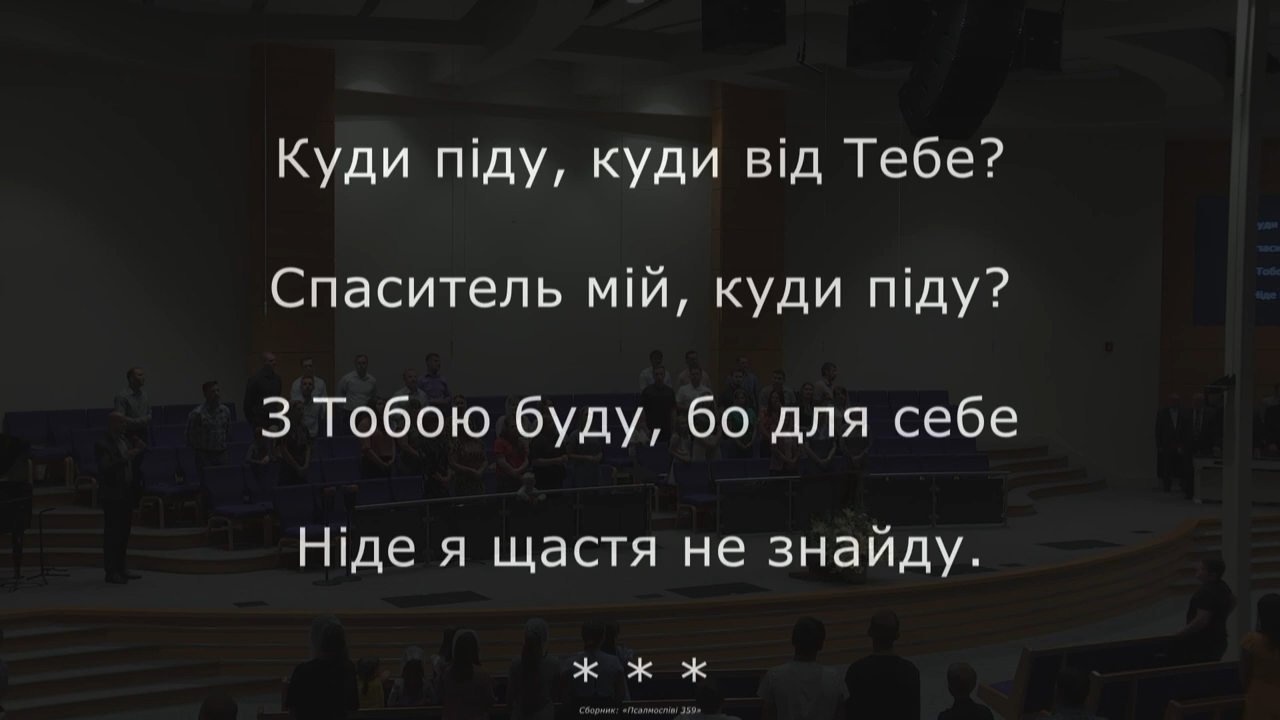 Куди піду, куди від Тебе?
Спаситель мій, куди піду?
З Тобою буду, бо для себе
Ніде я щастя не знайду.
* * *
Сборник: «Псалмоспіві 359»